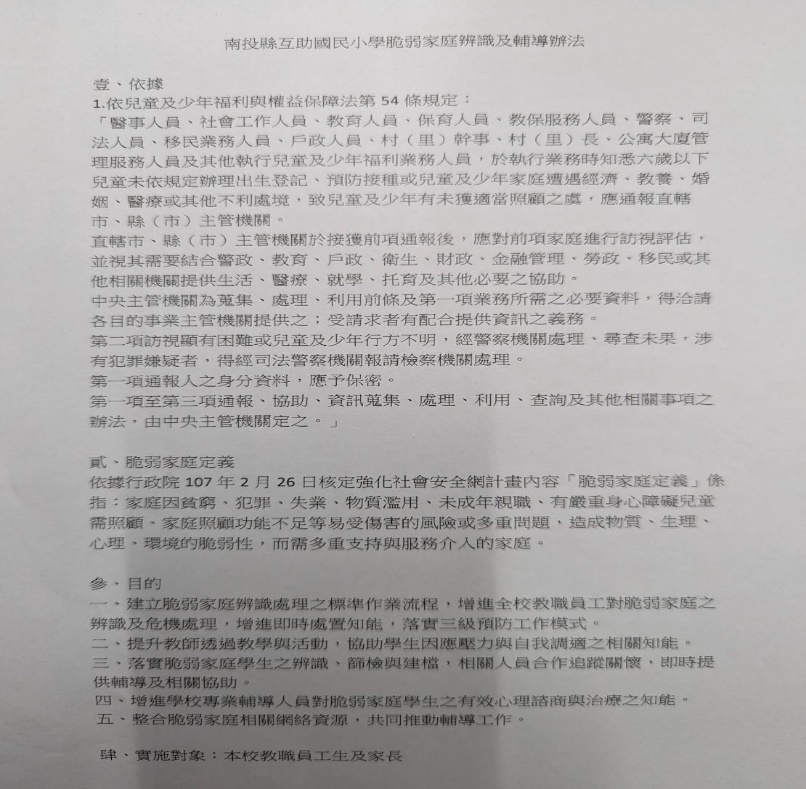 南投縣互助國民小學脆弱家庭辨識及輔導辦法
壹、依據
1.依兒童及少年福利與權益保障法第 54 條規定：
「醫事人員、社會工作人員、教育人員、保育人員、教保服務人員、警察、司
法人員、移民業務人員、戶政人員、村（里）幹事、村（里）長、公寓大廈管
理服務人員及其他執行兒童及少年福利業務人員，於執行業務時知悉六歲以下
兒童未依規定辦理出生登記、預防接種或兒童及少年家庭遭遇經濟、教養、婚
姻、醫療或其他不利處境，致兒童及少年有未獲適當照顧之虞，應通報直轄
市、縣（市）主管機關。
直轄市、縣（市）主管機關於接獲前項通報後，應對前項家庭進行訪視評估，
並視其需要結合警政、教育、戶政、衛生、財政、金融管理、勞政、移民或其
他相關機關提供生活、醫療、就學、托育及其他必要之協助。
中央主管機關為蒐集、處理、利用前條及第一項業務所需之必要資料，得洽請
各目的事業主管機關提供之；受請求者有配合提供資訊之義務。
第二項訪視顯有困難或兒童及少年行方不明，經警察機關處理、尋查未果，涉
有犯罪嫌疑者，得經司法警察機關報請檢察機關處理。
第一項通報人之身分資料，應予保密。
第一項至第三項通報、協助、資訊蒐集、處理、利用、查詢及其他相關事項之
辦法，由中央主管機關定之。」
貳、脆弱家庭定義
依據行政院 107 年 2 月 26 日核定強化社會安全網計畫內容「脆弱家庭定義」係
指：家庭因貧窮、犯罪、失業、物質濫用、未成年親職、有嚴重身心障礙兒童
需照顧、家庭照顧功能不足等易受傷害的風險或多重問題，造成物質、生理、
心理、環境的脆弱性，而需多重支持與服務介入的家庭。
參、目的
一、建立脆弱家庭辨識處理之標準作業流程，增進全校教職員工對脆弱家庭之
辨識及危機處理，增進即時處置知能，落實三級預防工作模式。
二、提升教師透過教學與活動，協助學生因應壓力與自我調適之相關知能。
三、落實脆弱家庭學生之辨識、篩檢與建檔，相關人員合作追蹤關懷，即時提
供輔導及相關協助。
四、增進學校專業輔導人員對脆弱家庭學生之有效心理諮商與治療之知能。
五、整合脆弱家庭相關網絡資源，共同推動輔導工作。
肆、實施對象：本校教職員工生及家長